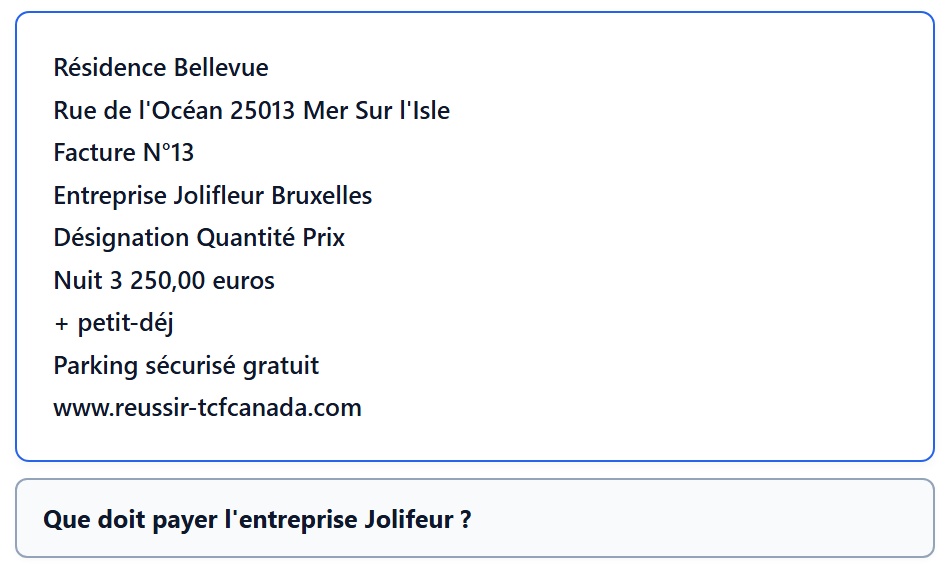 Résidence Bellevue
Rue de l'Océan 25013 Mer Sur l'Isle
Facture N°13
Entreprise Jolifleur Bruxelles
Désignation Quantité Prix
Nuit 3 250,00 euros
+ petit-déj
Parking sécurisé gratuit
www.reussir-tcfcanada.com
Que doit payer l'entreprise Jolifeur ?